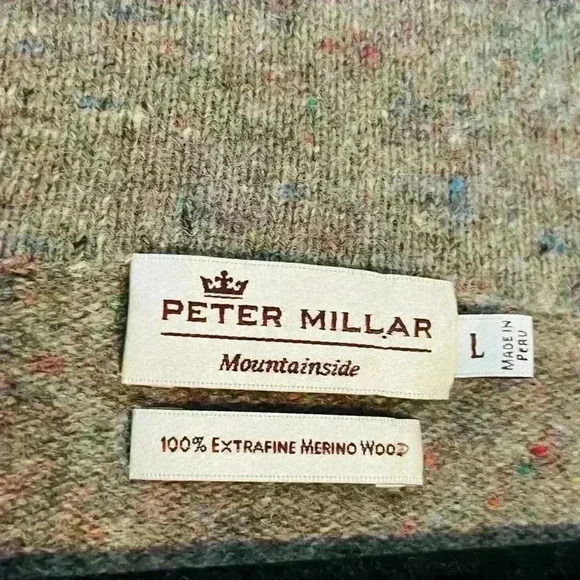 PETER MILLAR
Mountainside
L
MADE IN
PERU
100% EXTRAFINE MERINO WOOL